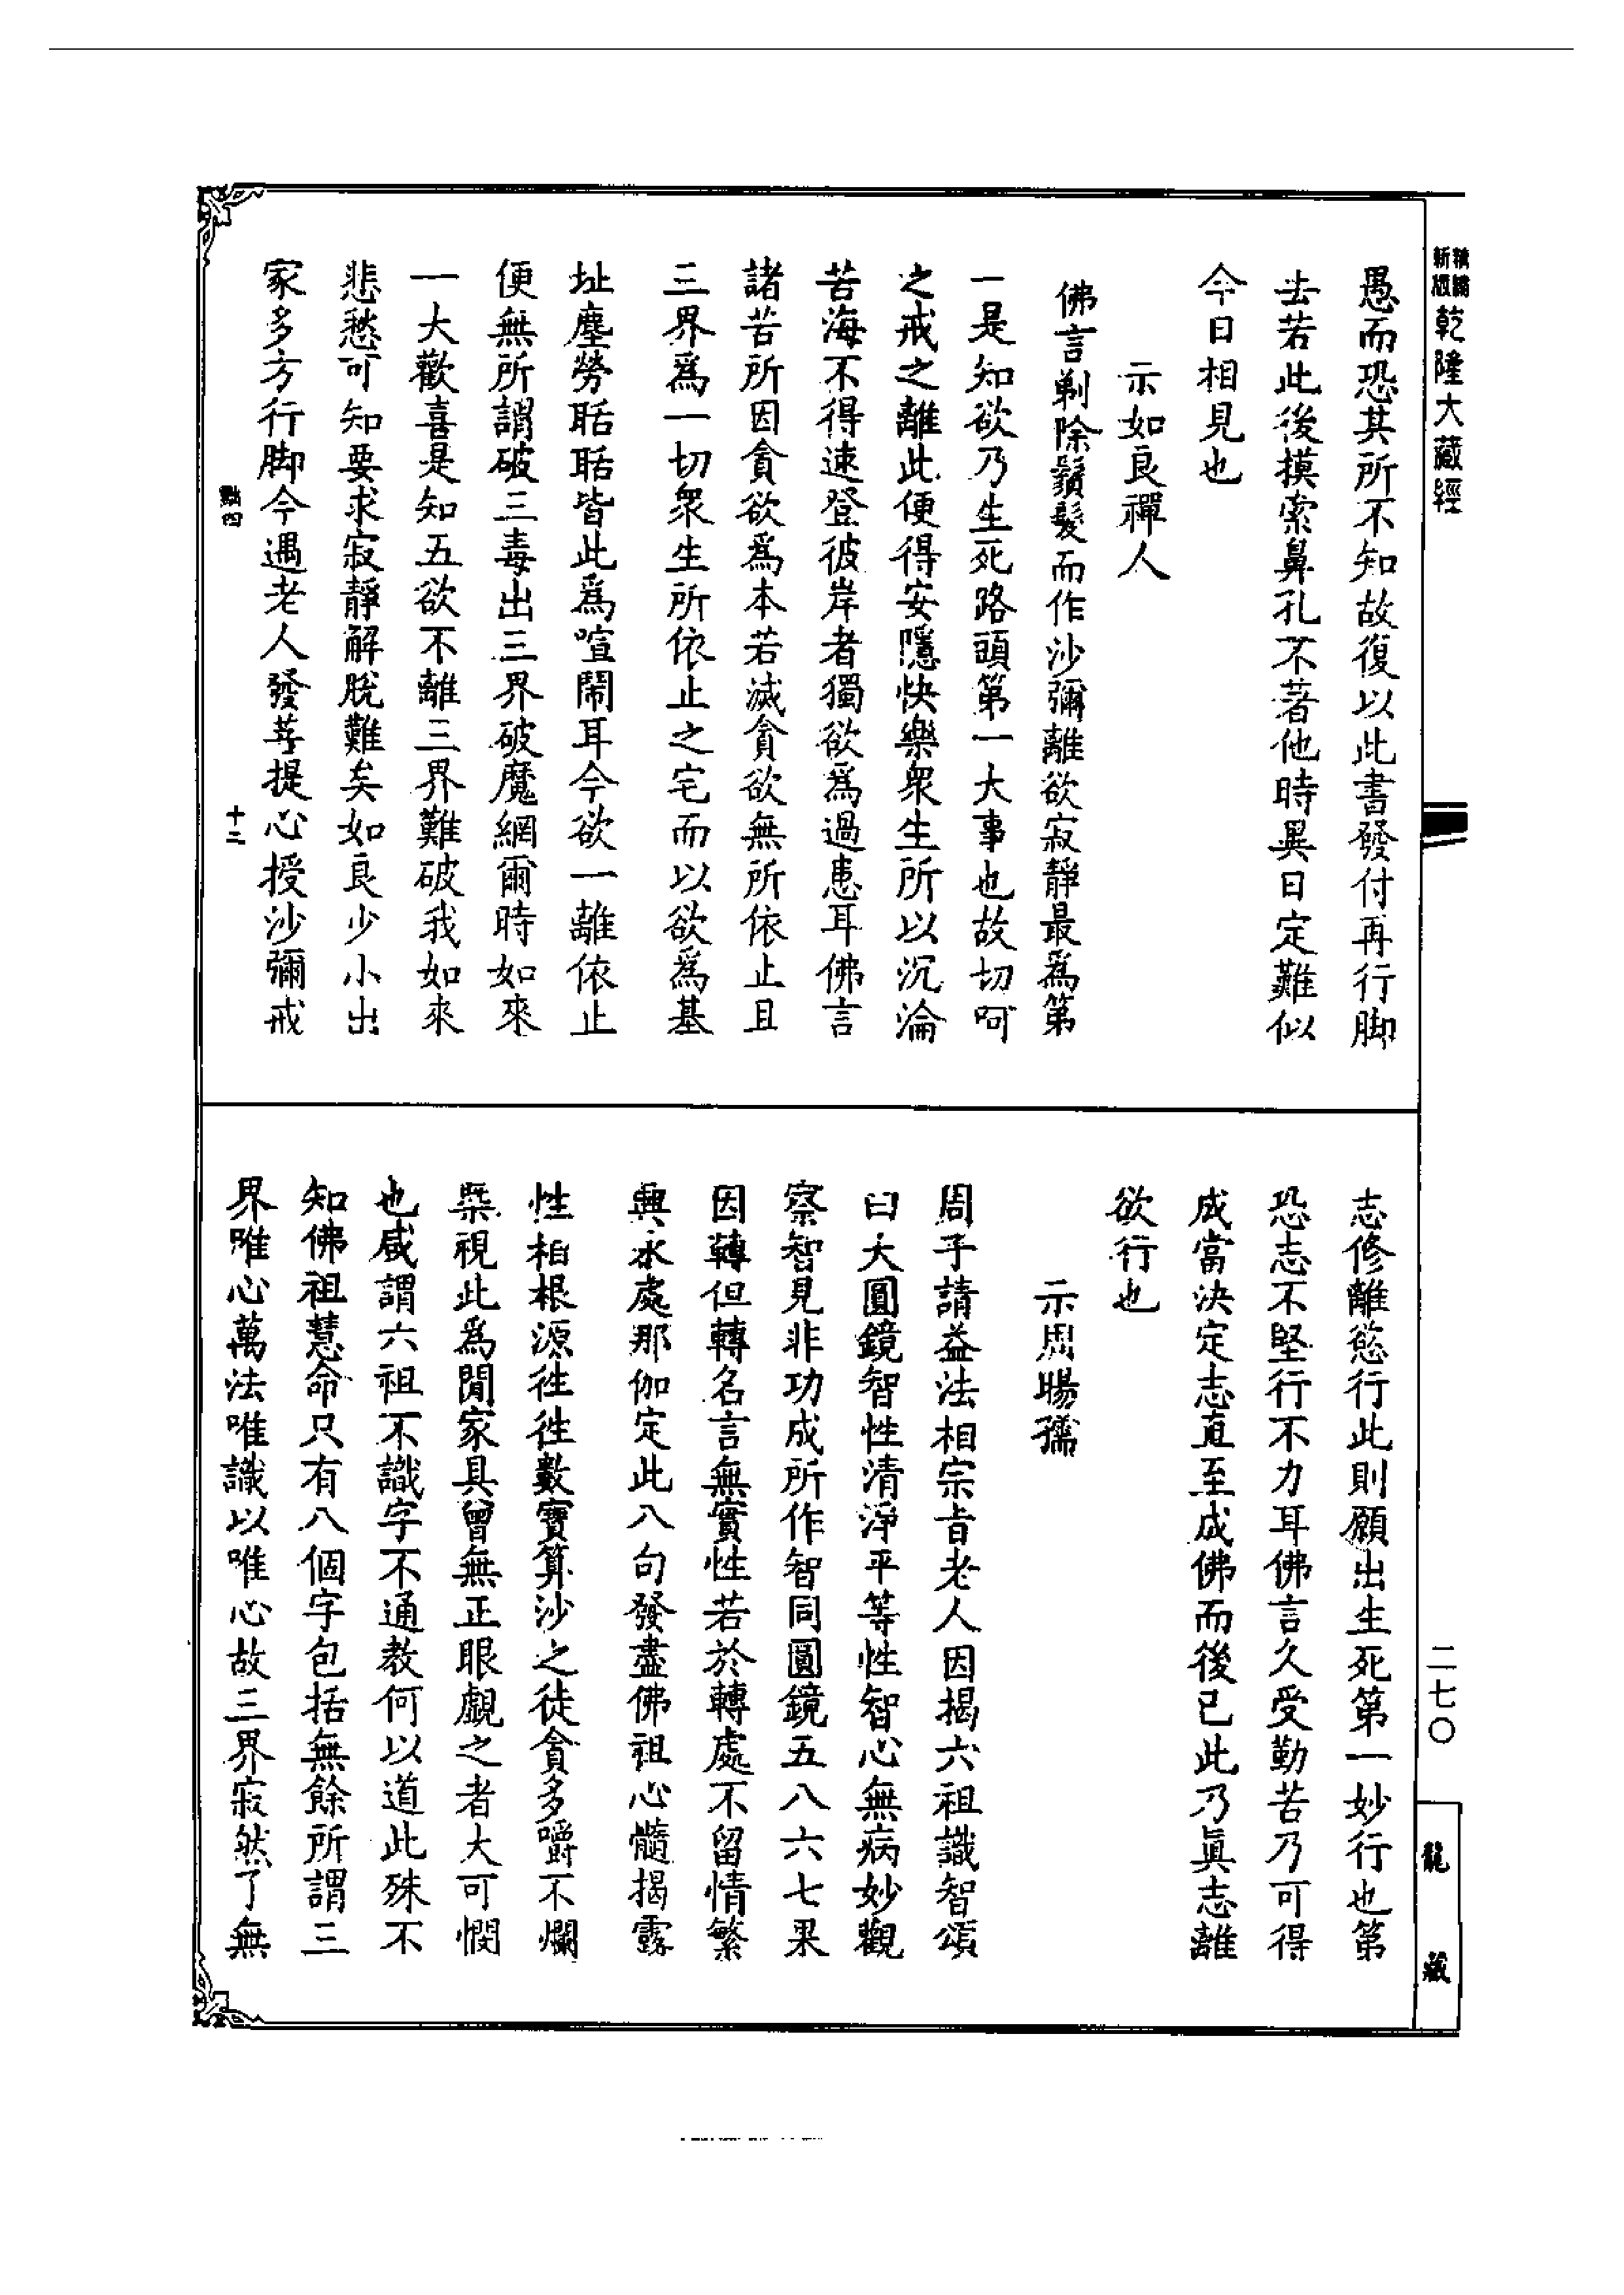 新編
縮版
乾隆大藏經
愚而恐其所不知故復以此書發付再行脚
去若此後摸索鼻孔不著他時異日定難似
今日相見也
示如良禪人
佛言剃除鬚髮而作沙彌離欲寂靜最爲第
一是知欲乃生死路頭第一大事也故切呵
之戒之離此便得安隱快樂衆生所以沉淪
苦海不得速登彼岸者獨欲爲過患耳佛言
諸苦所因貪欲爲本若滅貪欲無所依止且
三界爲一切衆生所依止之宅而以欲爲基
址塵勞聒聒皆此爲喧鬧耳今欲一離依止
便無所謂破三毒出三界破魔網爾時如來
一大歡喜是知五欲不離三界難破我如來
悲愁可知要求寂靜解脫難矣如良少小出
家多方行脚今遇老人發菩提心授沙彌戒
點四
十二
志修離慾行此則願出生死第一妙行也第
恐志不堅行不力耳佛言久受勤苦乃可得
成當決定志直至成佛而後已此乃眞志離
欲行也
示周暘孺
周子請益法相宗旨老人因揭六祖識智頌
曰大圓鏡智性清淨平等性智心無病妙觀
察智見非功成所作智同圓鏡五八六七果
因轉但轉名言無實性若於轉處不留情繁
興永處那伽定此八句發盡佛祖心髓揭露
性相根源往往數寶算沙之徒貪多嚼不爛
槩視此爲閒家具曾無正眼覷之者大可憫
也咸謂六祖不識字不通教何以道此殊不
知佛祖慧命只有八個字包括無餘所謂三
界唯心萬法唯識以唯心故三界寂然了無
二七〇
龍藏